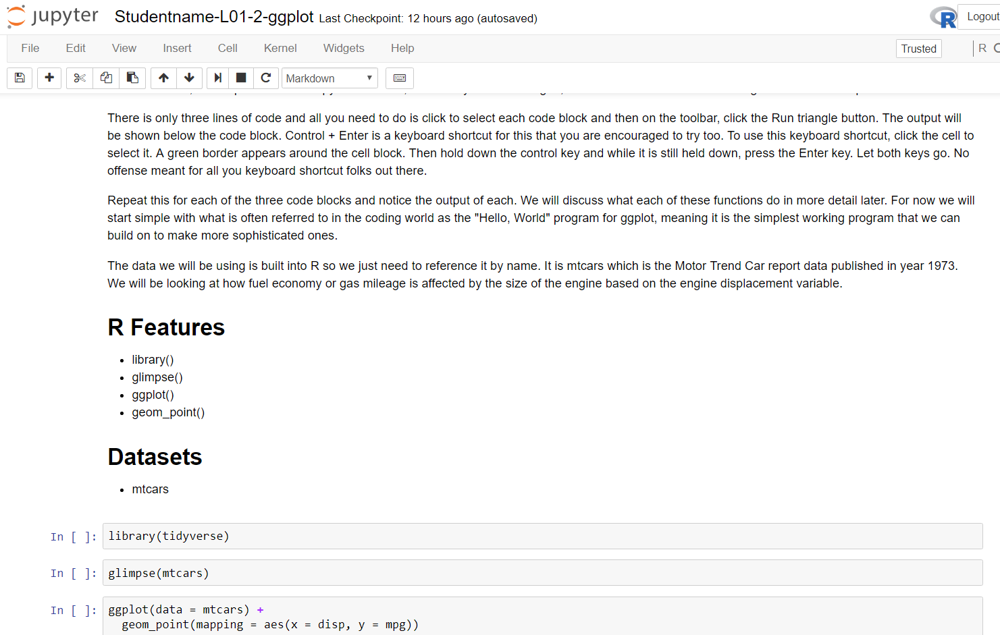 jupyter Studentname-L01-2-ggplot Last Checkpoint: 12 hours ago (autosaved) R Logout
File Edit View Insert Cell Kernel Widgets Help Trusted R
Markdown
There is only three lines of code and all you need to do is click to select each code block and then on the toolbar, click the Run triangle button. The output will
be shown below the code block. Control + Enter is a keyboard shortcut for this that you are encouraged to try too. To use this keyboard shortcut, click the cell to
select it. A green border appears around the cell block. Then hold down the control key and while it is still held down, press the Enter key. Let both keys go. No
offense meant for all you keyboard shortcut folks out there.
Repeat this for each of the three code blocks and notice the output of each. We will discuss what each of these functions do in more detail later. For now we will
start simple with what is often referred to in the coding world as the "Hello, World" program for ggplot, meaning it is the simplest working program that we can
build on to make more sophisticated ones.
The data we will be using is built into R so we just need to reference it by name. It is mtcars which is the Motor Trend Car report data published in year 1973.
We will be looking at how fuel economy or gas mileage is affected by the size of the engine based on the engine displacement variable.
R Features
• library()
• glimpse()
• ggplot()
• geom_point()
Datasets
• mtcars
In [ ]: library(tidyverse)
In [ ]: glimpse(mtcars)
In [ ]: ggplot(data = mtcars) +
geom_point(mapping = aes(x = disp, y = mpg))